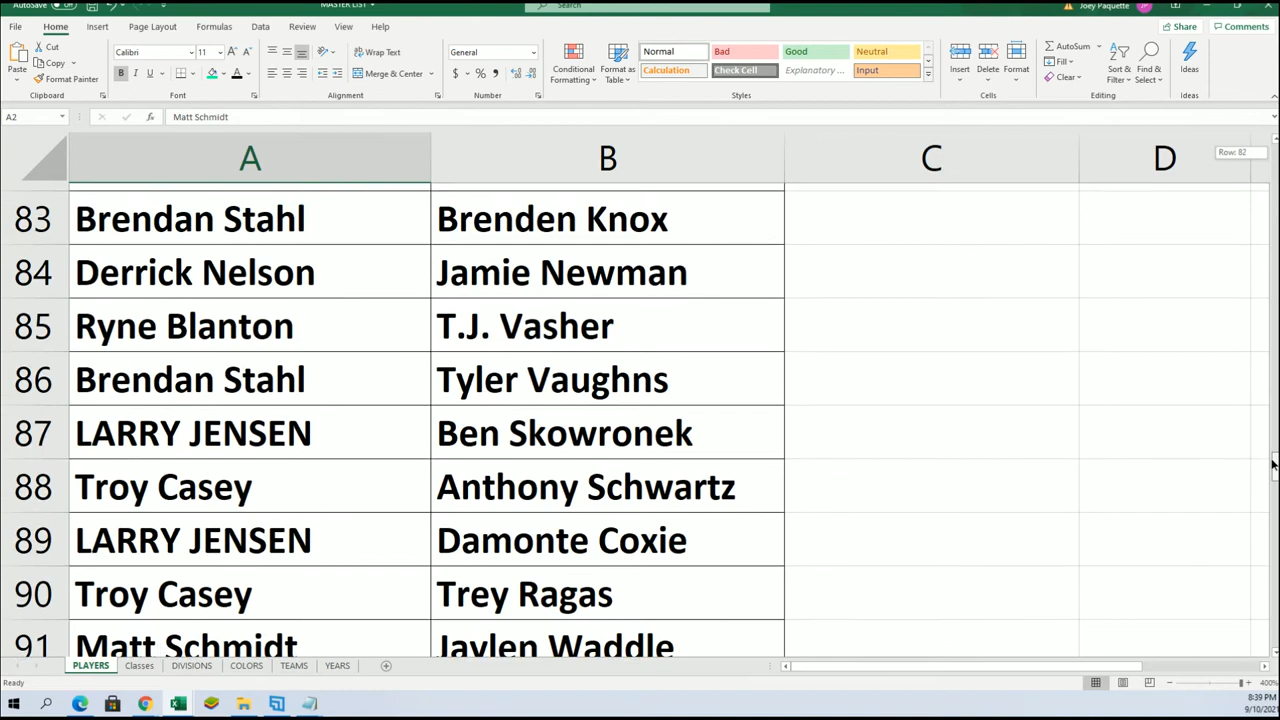 AutoSave
MASTER LIST
Search
Joey Paquette
JP
File Home Insert Page Layout Formulas Data Review View Help
Share Comments
Paste
Cut
Copy
Format Painter
Clipboard
Calibri 11
B I U
Font
Wrap Text
Merge & Center
Alignment
General
$ % 9
Number
Conditional Formatting
Format as Table
Normal Bad Good Neutral
Calculation Check Cell Explanatory ... Input
Styles
Insert Delete Format
Cells
AutoSum
Fill
Clear
Sort & Filter
Find & Select
Editing
Ideas
Ideas
A2 fx Matt Schmidt
A B C D
Row: 82
83 Brendan Stahl Brenden Knox
84 Derrick Nelson Jamie Newman
85 Ryne Blanton T.J. Vasher
86 Brendan Stahl Tyler Vaughns
87 LARRY JENSEN Ben Skowronek
88 Troy Casey Anthony Schwartz
89 LARRY JENSEN Damonte Coxie
90 Troy Casey Trey Ragas
91 Matt Schmidt Jaylen Waddle
PLAYERS Classes DIVISIONS COLORS TEAMS YEARS
Ready
400%
8:39 PM
9/10/2021